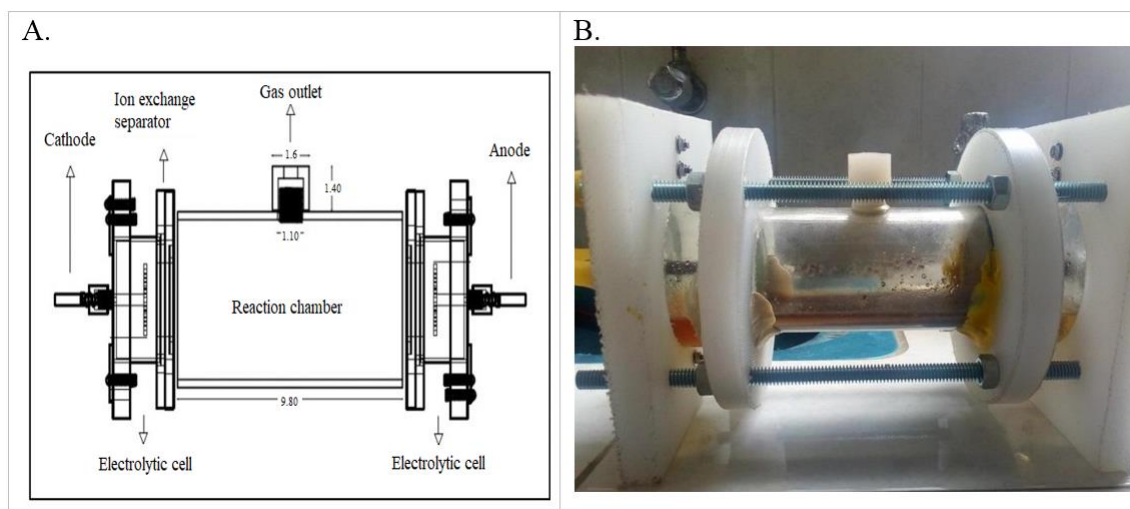 A.
B.
Gas outlet
Ion exchange
separator
Cathode
Anode
1.6
1.40
1.10
Reaction chamber
9.80
Electrolytic cell
Electrolytic cell